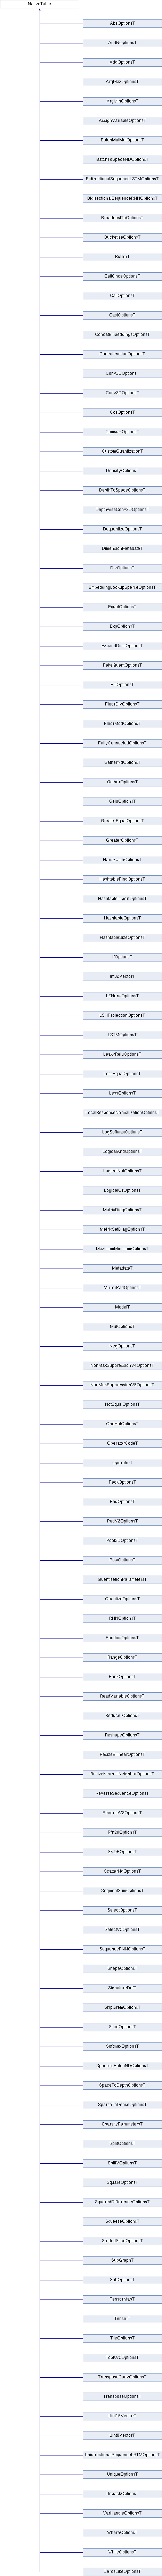 NativeTable
AbsOptionsT
AddNOptionsT
AddOptionsT
ArgMaxOptionsT
ArgMinOptionsT
AssignVariableOptionsT
BatchMatMulOptionsT
BatchToSpaceNDOptionsT
BidirectionalSequenceLSTMOptionsT
BidirectionalSequenceRNNOptionsT
BroadcastToOptionsT
BucketizeOptionsT
BufferT
CallOnceOptionsT
CallOptionsT
CastOptionsT
ConcatEmbeddingsOptionsT
ConcatenationOptionsT
Conv2DOptionsT
Conv3DOptionsT
CosOptionsT
CumsumOptionsT
CustomQuantizationT
DensifyOptionsT
DepthToSpaceOptionsT
DepthwiseConv2DOptionsT
DequantizeOptionsT
DimensionMetadataT
DivOptionsT
EmbeddingLookupSparseOptionsT
EqualOptionsT
ExpOptionsT
ExpandDimsOptionsT
FakeQuantOptionsT
FillOptionsT
FloorDivOptionsT
FloorModOptionsT
FullyConnectedOptionsT
GatherNdOptionsT
GatherOptionsT
GeluOptionsT
GreaterEqualOptionsT
GreaterOptionsT
HardSwishOptionsT
HashtableFindOptionsT
HashtableImportOptionsT
HashtableOptionsT
HashtableSizeOptionsT
IfOptionsT
Int32VectorT
L2NormOptionsT
LSHProjectionOptionsT
LSTMOptionsT
LeakyReluOptionsT
LessEqualOptionsT
LessOptionsT
LocalResponseNormalizationOptionsT
LogSoftmaxOptionsT
LogicalAndOptionsT
LogicalNotOptionsT
LogicalOrOptionsT
MatrixDiagOptionsT
MatrixSetDiagOptionsT
MaximumMinimumOptionsT
MetadataT
MirrorPadOptionsT
ModelT
MulOptionsT
NegOptionsT
NonMaxSuppressionV4OptionsT
NonMaxSuppressionV5OptionsT
NotEqualOptionsT
OneHotOptionsT
OperatorCodeT
OperatorT
PackOptionsT
PadOptionsT
PadV2OptionsT
Pool2DOptionsT
PowOptionsT
QuantizationParametersT
QuantizeOptionsT
RNNOptionsT
RandomOptionsT
RangeOptionsT
RankOptionsT
ReadVariableOptionsT
ReducerOptionsT
ReshapeOptionsT
ResizeBilinearOptionsT
ResizeNearestNeighborOptionsT
ReverseSequenceOptionsT
ReverseV2OptionsT
Rfft2dOptionsT
SVDFOptionsT
ScatterNdOptionsT
SegmentSumOptionsT
SelectOptionsT
SelectV2OptionsT
SequenceRNNOptionsT
ShapeOptionsT
SignatureDefT
SkipGramOptionsT
SliceOptionsT
SoftmaxOptionsT
SpaceToBatchNDOptionsT
SpaceToDepthOptionsT
SparseToDenseOptionsT
SparsityParametersT
SplitOptionsT
SplitVOptionsT
SquareOptionsT
SquaredDifferenceOptionsT
SqueezeOptionsT
StridedSliceOptionsT
SubGraphT
SubOptionsT
TensorMapT
TensorT
TileOptionsT
TopKV2OptionsT
TransposeConvOptionsT
TransposeOptionsT
Uint16VectorT
Uint8VectorT
UnidirectionalSequenceLSTMOptionsT
UniqueOptionsT
UnpackOptionsT
VarHandleOptionsT
WhereOptionsT
WhileOptionsT
ZerosLikeOptionsT